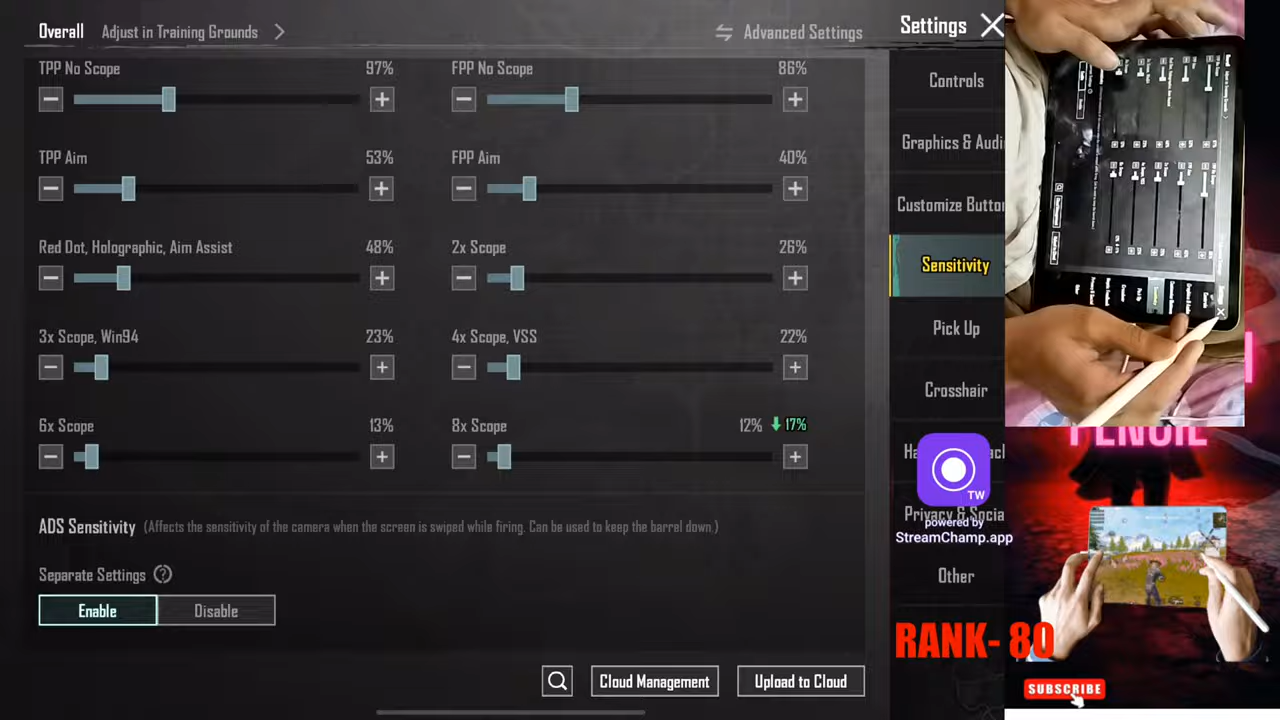 Overall
Adjust in Training Grounds
Advanced Settings
Settings
TPP No Scope 97%
FPP No Scope 86%
TPP Aim 53%
FPP Aim 40%
Red Dot, Holographic, Aim Assist 48%
2x Scope 26%
3x Scope, Win94 23%
4x Scope, VSS 22%
6x Scope 13%
8x Scope 12% 17%
ADS Sensitivity (Affects the sensitivity of the camera when the screen is swiped while firing. Can be used to keep the barrel down.)
Separate Settings ?
Enable
Disable
Cloud Management
Upload to Cloud
Controls
Graphics & Audi
Customize Button
Sensitivity
Pick Up
Crosshair
Privacy & Socia
Other
TW
powered by
StreamChamp.app
RANK- 80
PENCIL
SUBSCRIBE